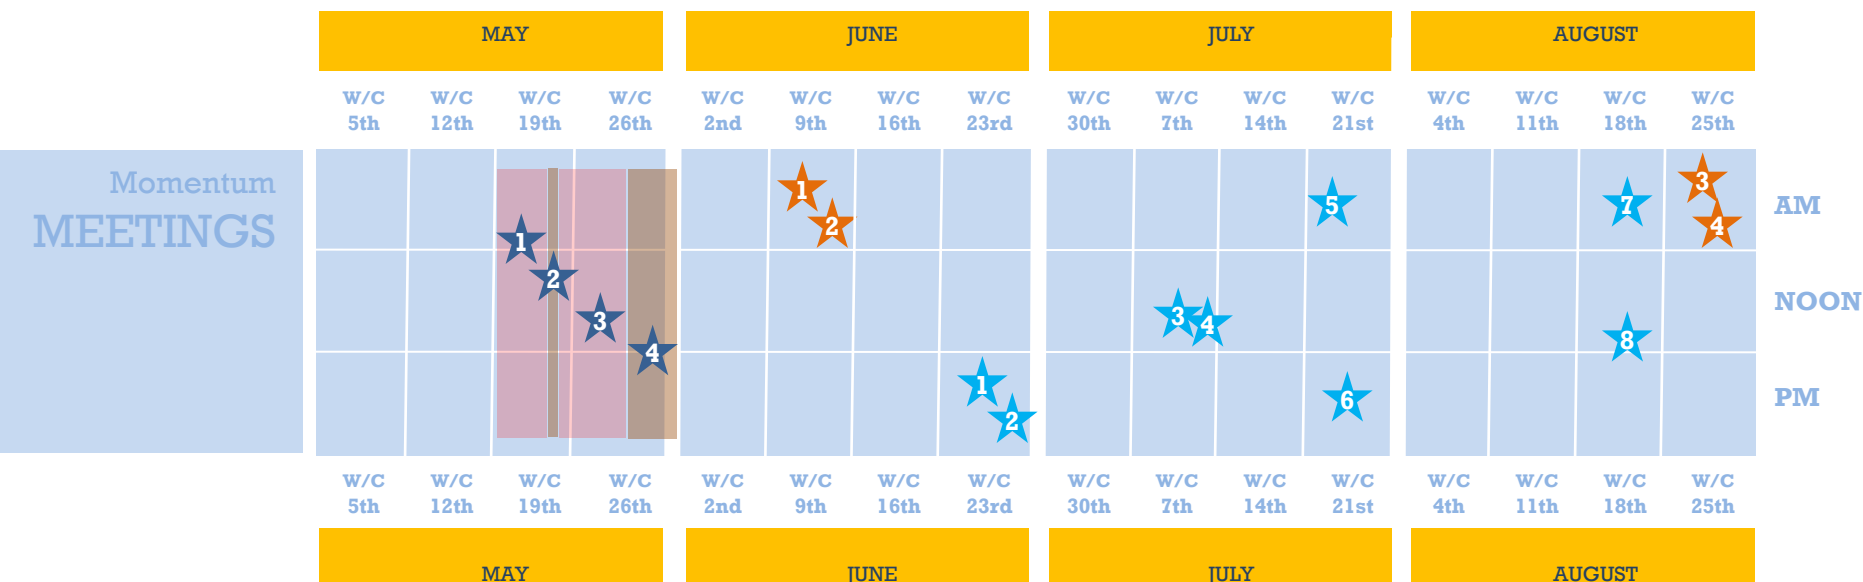 MAY JUNE JULY AUGUST
W/C W/C W/C W/C W/C W/C W/C W/C W/C W/C W/C W/C W/C W/C W/C W/C
5th 12th 19th 26th 2nd 9th 16th 23rd 30th 7th 14th 21st 4th 11th 18th 25th
Momentum
MEETINGS
1 2 3 4
1 2
1 2
3 4
5
6
7
8
3
4
AM
NOON
PM
W/C W/C W/C W/C W/C W/C W/C W/C W/C W/C W/C W/C W/C W/C W/C W/C
5th 12th 19th 26th 2nd 9th 16th 23rd 30th 7th 14th 21st 4th 11th 18th 25th
MAY JUNE JULY AUGUST